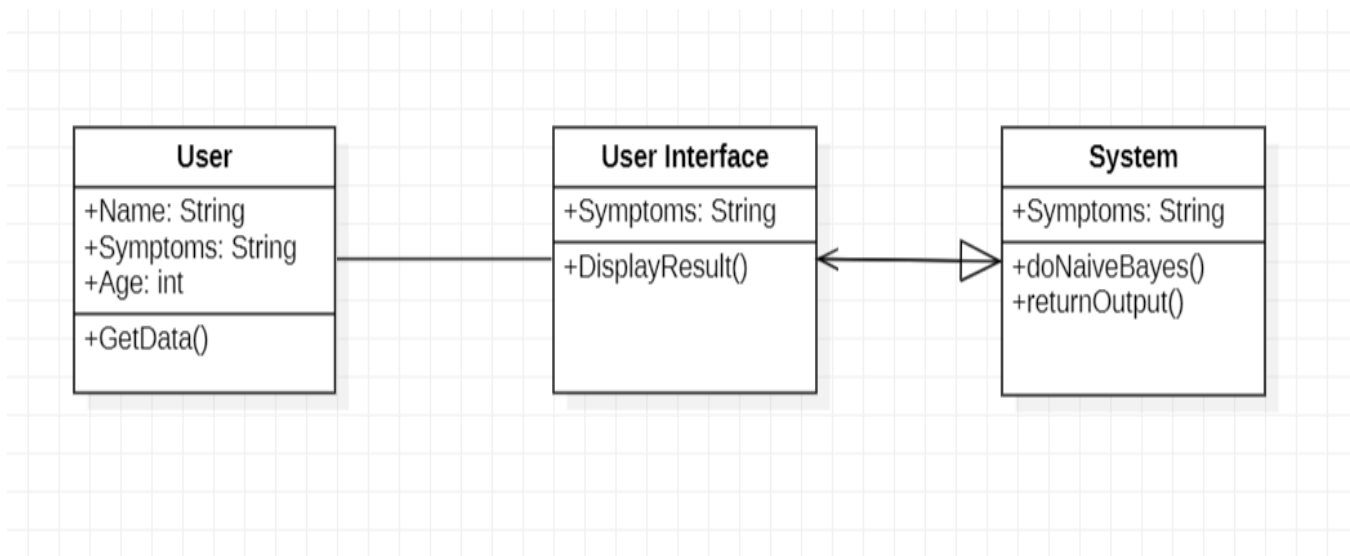 User
+Name: String
+Symptoms: String
+Age: int
+GetData()
User Interface
+Symptoms: String
+DisplayResult()
System
+Symptoms: String
+doNaiveBayes()
+returnOutput()